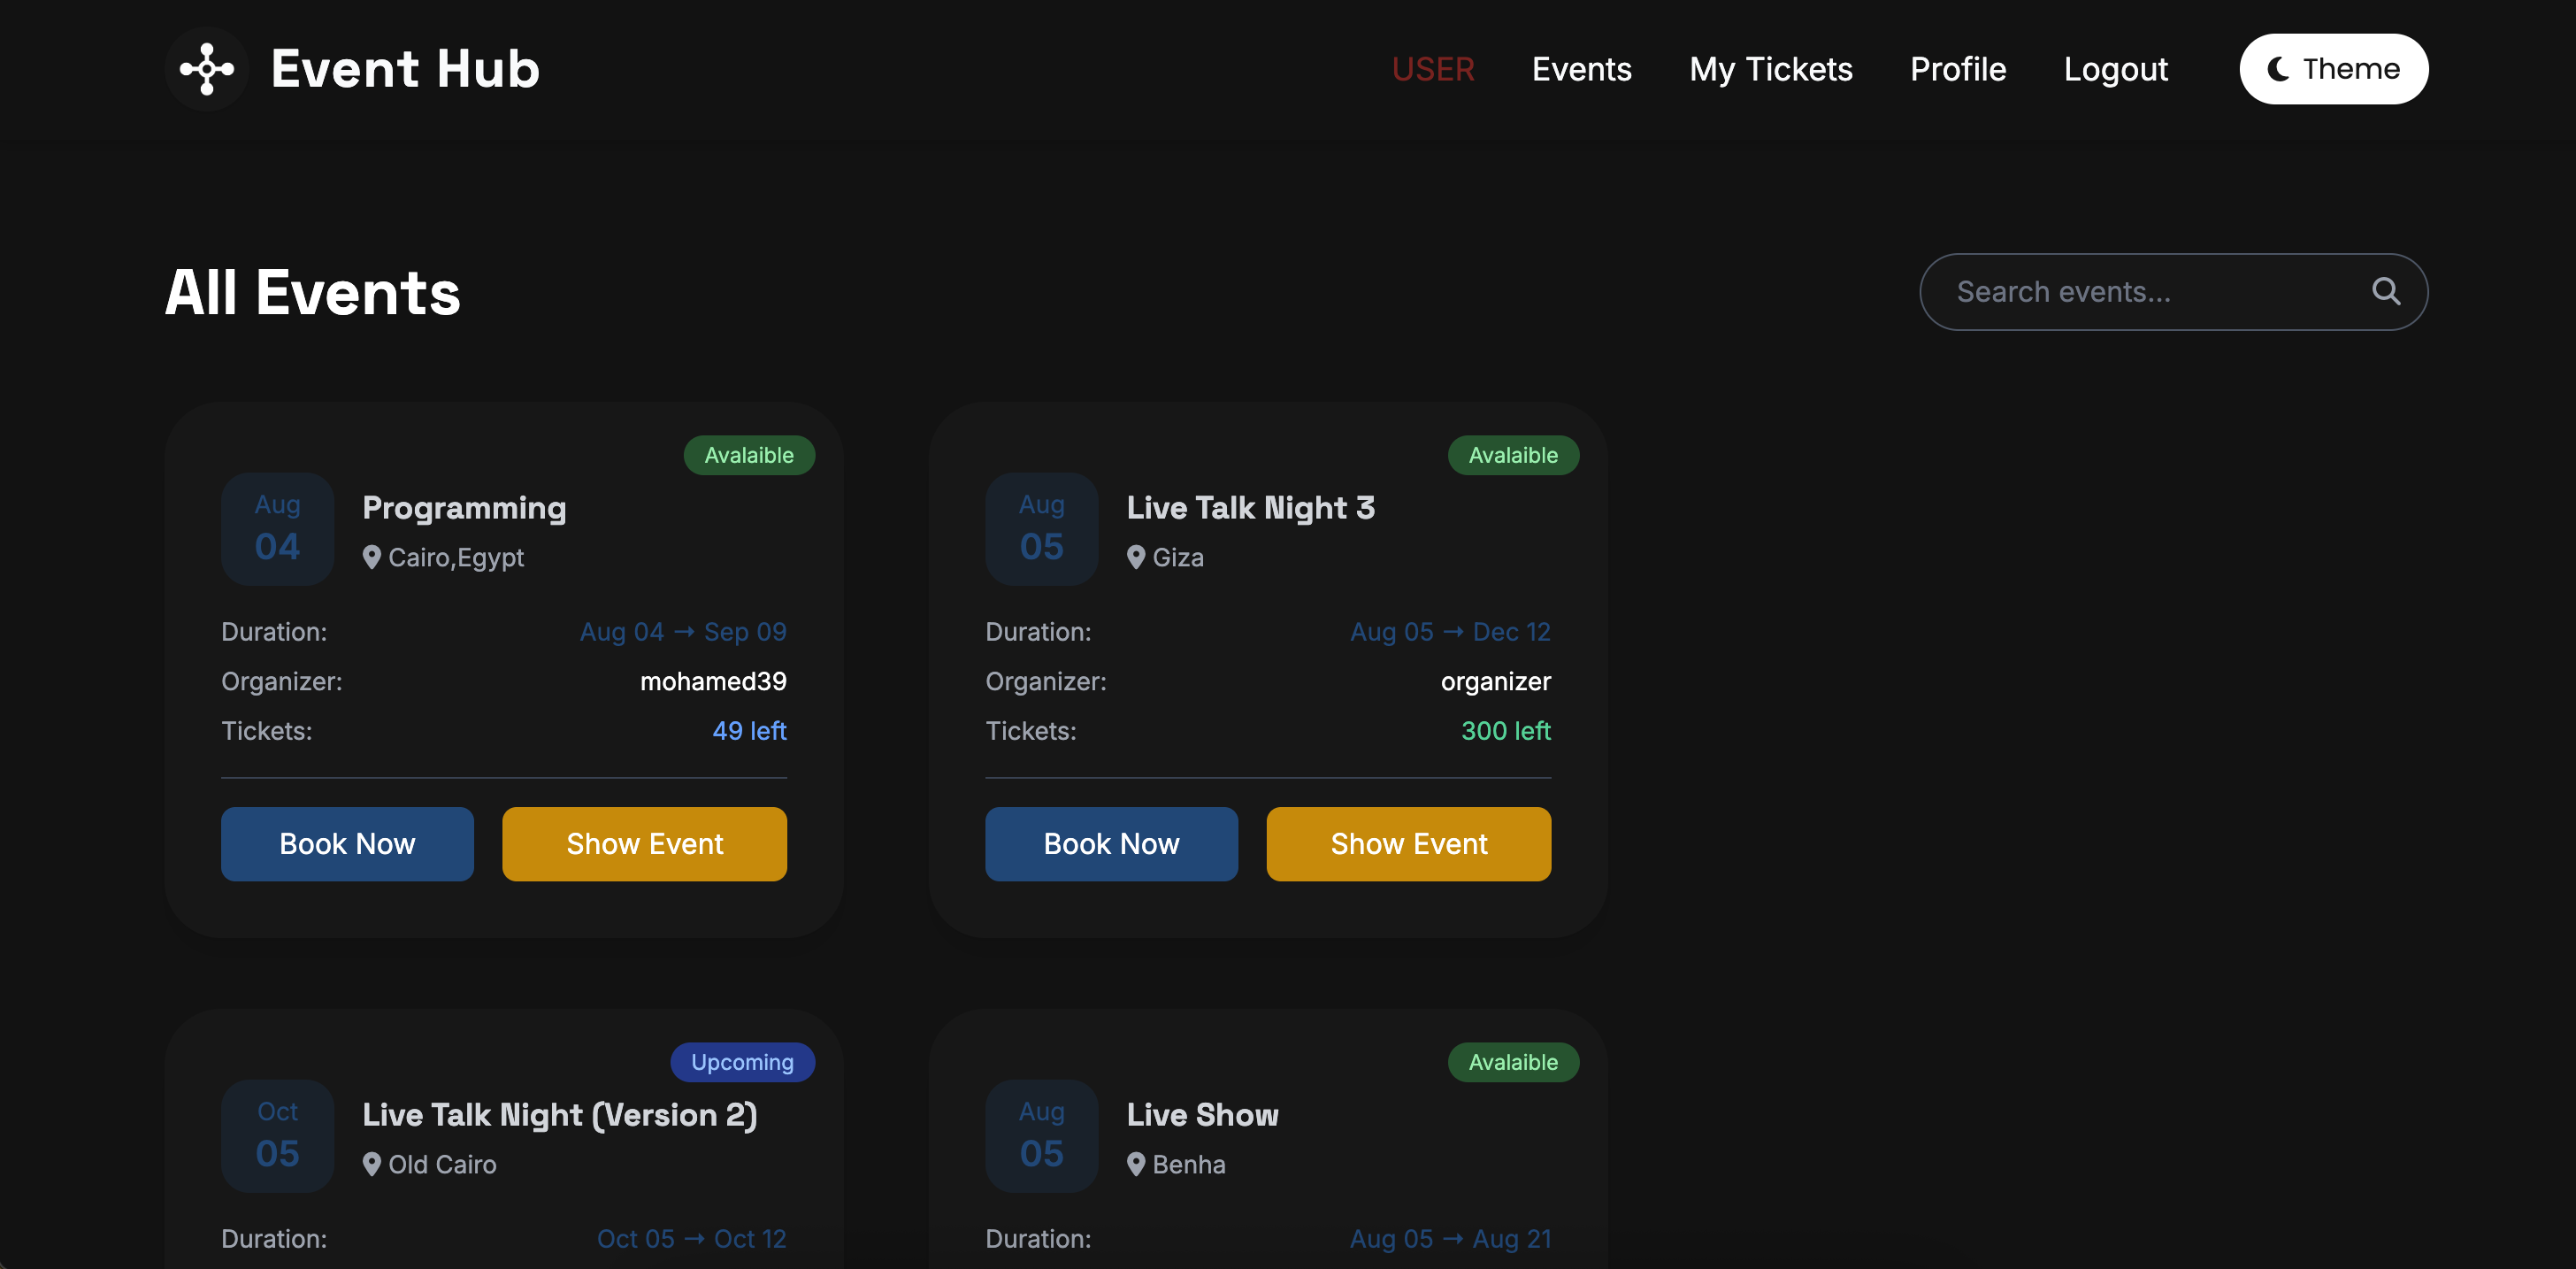 Event Hub
USER Events My Tickets Profile Logout Theme
All Events
Search events...
Avalaible
Aug
04
Programming
Cairo,Egypt
Duration: Aug 04 → Sep 09
Organizer: mohamed39
Tickets: 49 left
Book Now Show Event
Avalaible
Aug
05
Live Talk Night 3
Giza
Duration: Aug 05 → Dec 12
Organizer: organizer
Tickets: 300 left
Book Now Show Event
Upcoming
Oct
05
Live Talk Night (Version 2)
Old Cairo
Duration: Oct 05 → Oct 12
Avalaible
Aug
05
Live Show
Benha
Duration: Aug 05 → Aug 21